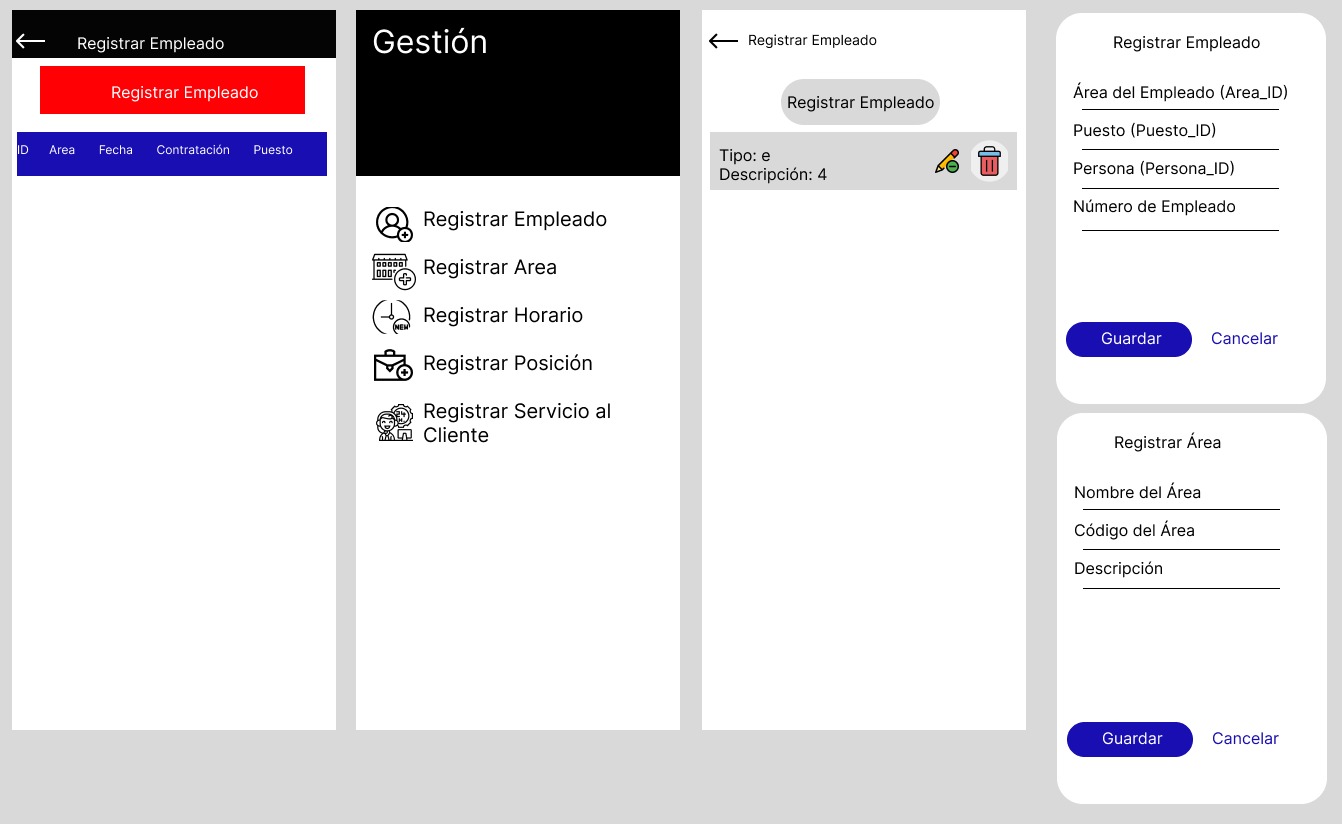 Registrar Empleado
Registrar Empleado
ID Area Fecha Contratación Puesto
Gestión
Registrar Empleado
Registrar Area
NEW
Registrar Horario
Registrar Posición
24
Registrar Servicio al
Cliente
Registrar Empleado
Registrar Empleado
Tipo: e
Descripción: 4
Registrar Empleado
Área del Empleado (Area_ID)
Puesto (Puesto_ID)
Persona (Persona_ID)
Número de Empleado
Guardar Cancelar
Registrar Área
Nombre del Área
Código del Área
Descripción
Guardar Cancelar